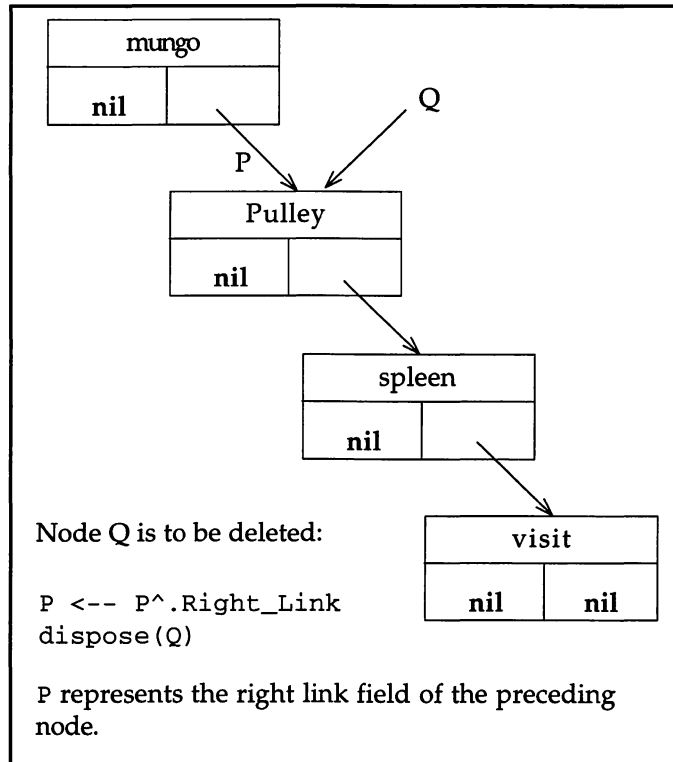 mungo
nil
Q
P
Pulley
nil
spleen
nil
visit
nil nil
Node Q is to be deleted:
P <-- P^.Right_Link
dispose(Q)
P represents the right link field of the preceding
node.